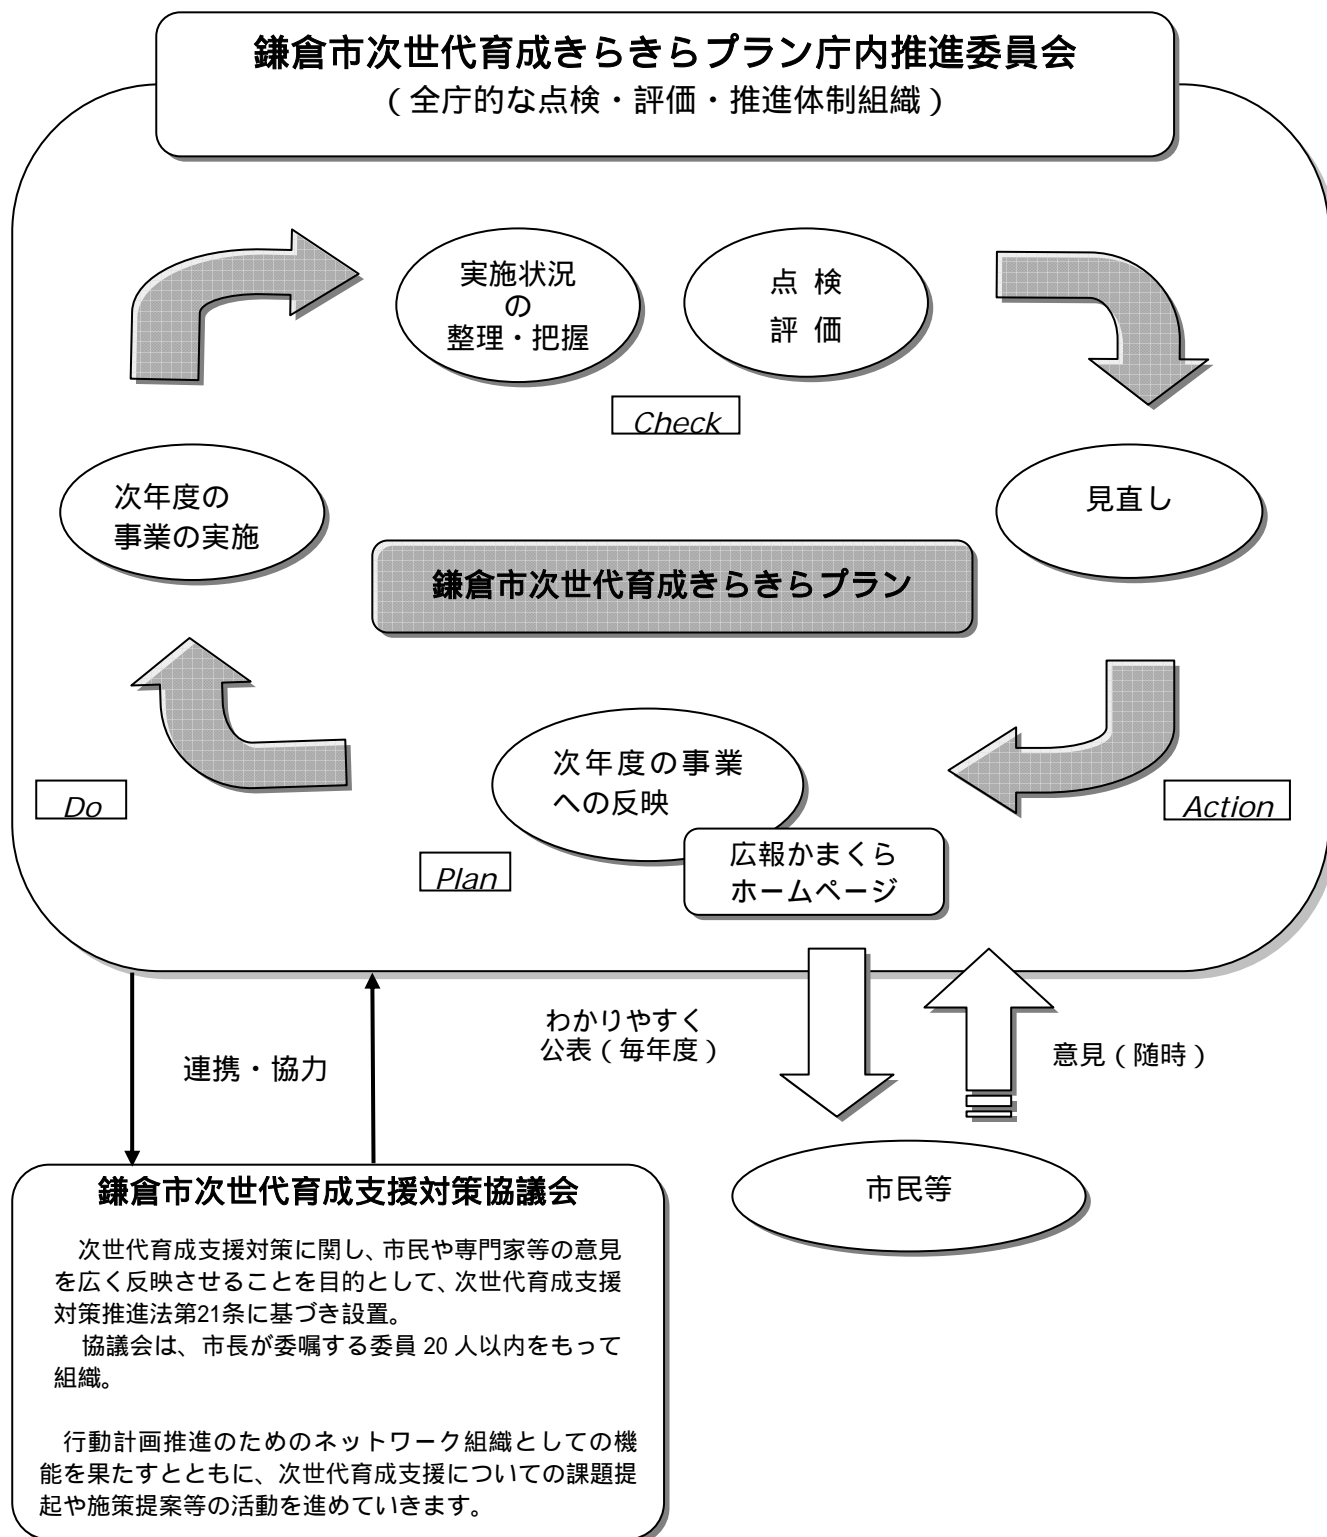 鎌倉市次世代育成きらきらプラン庁内推進委員会
（全庁的な点検・評価・推進体制組織）
実施状況
の
整理・把握
点 検
評 価
Check
次年度の
事業の実施
見直し
鎌倉市次世代育成きらきらプラン
次年度の事業
への反映
Do
Action
Plan
広報かまくら
ホームページ
わかりやすく
公表（毎年度）
意見（随時）
連携・協力
市民等
鎌倉市次世代育成支援対策協議会
次世代育成支援対策に関し、市民や専門家等の意見
を広く反映させることを目的として、次世代育成支援
対策推進法第21条に基づき設置。
協議会は、市長が委嘱する委員 20 人以内をもって
組織。
行動計画推進のためのネットワーク組織としての機
能を果たすとともに、次世代育成支援についての課題提
起や施策提案等の活動を進めていきます。